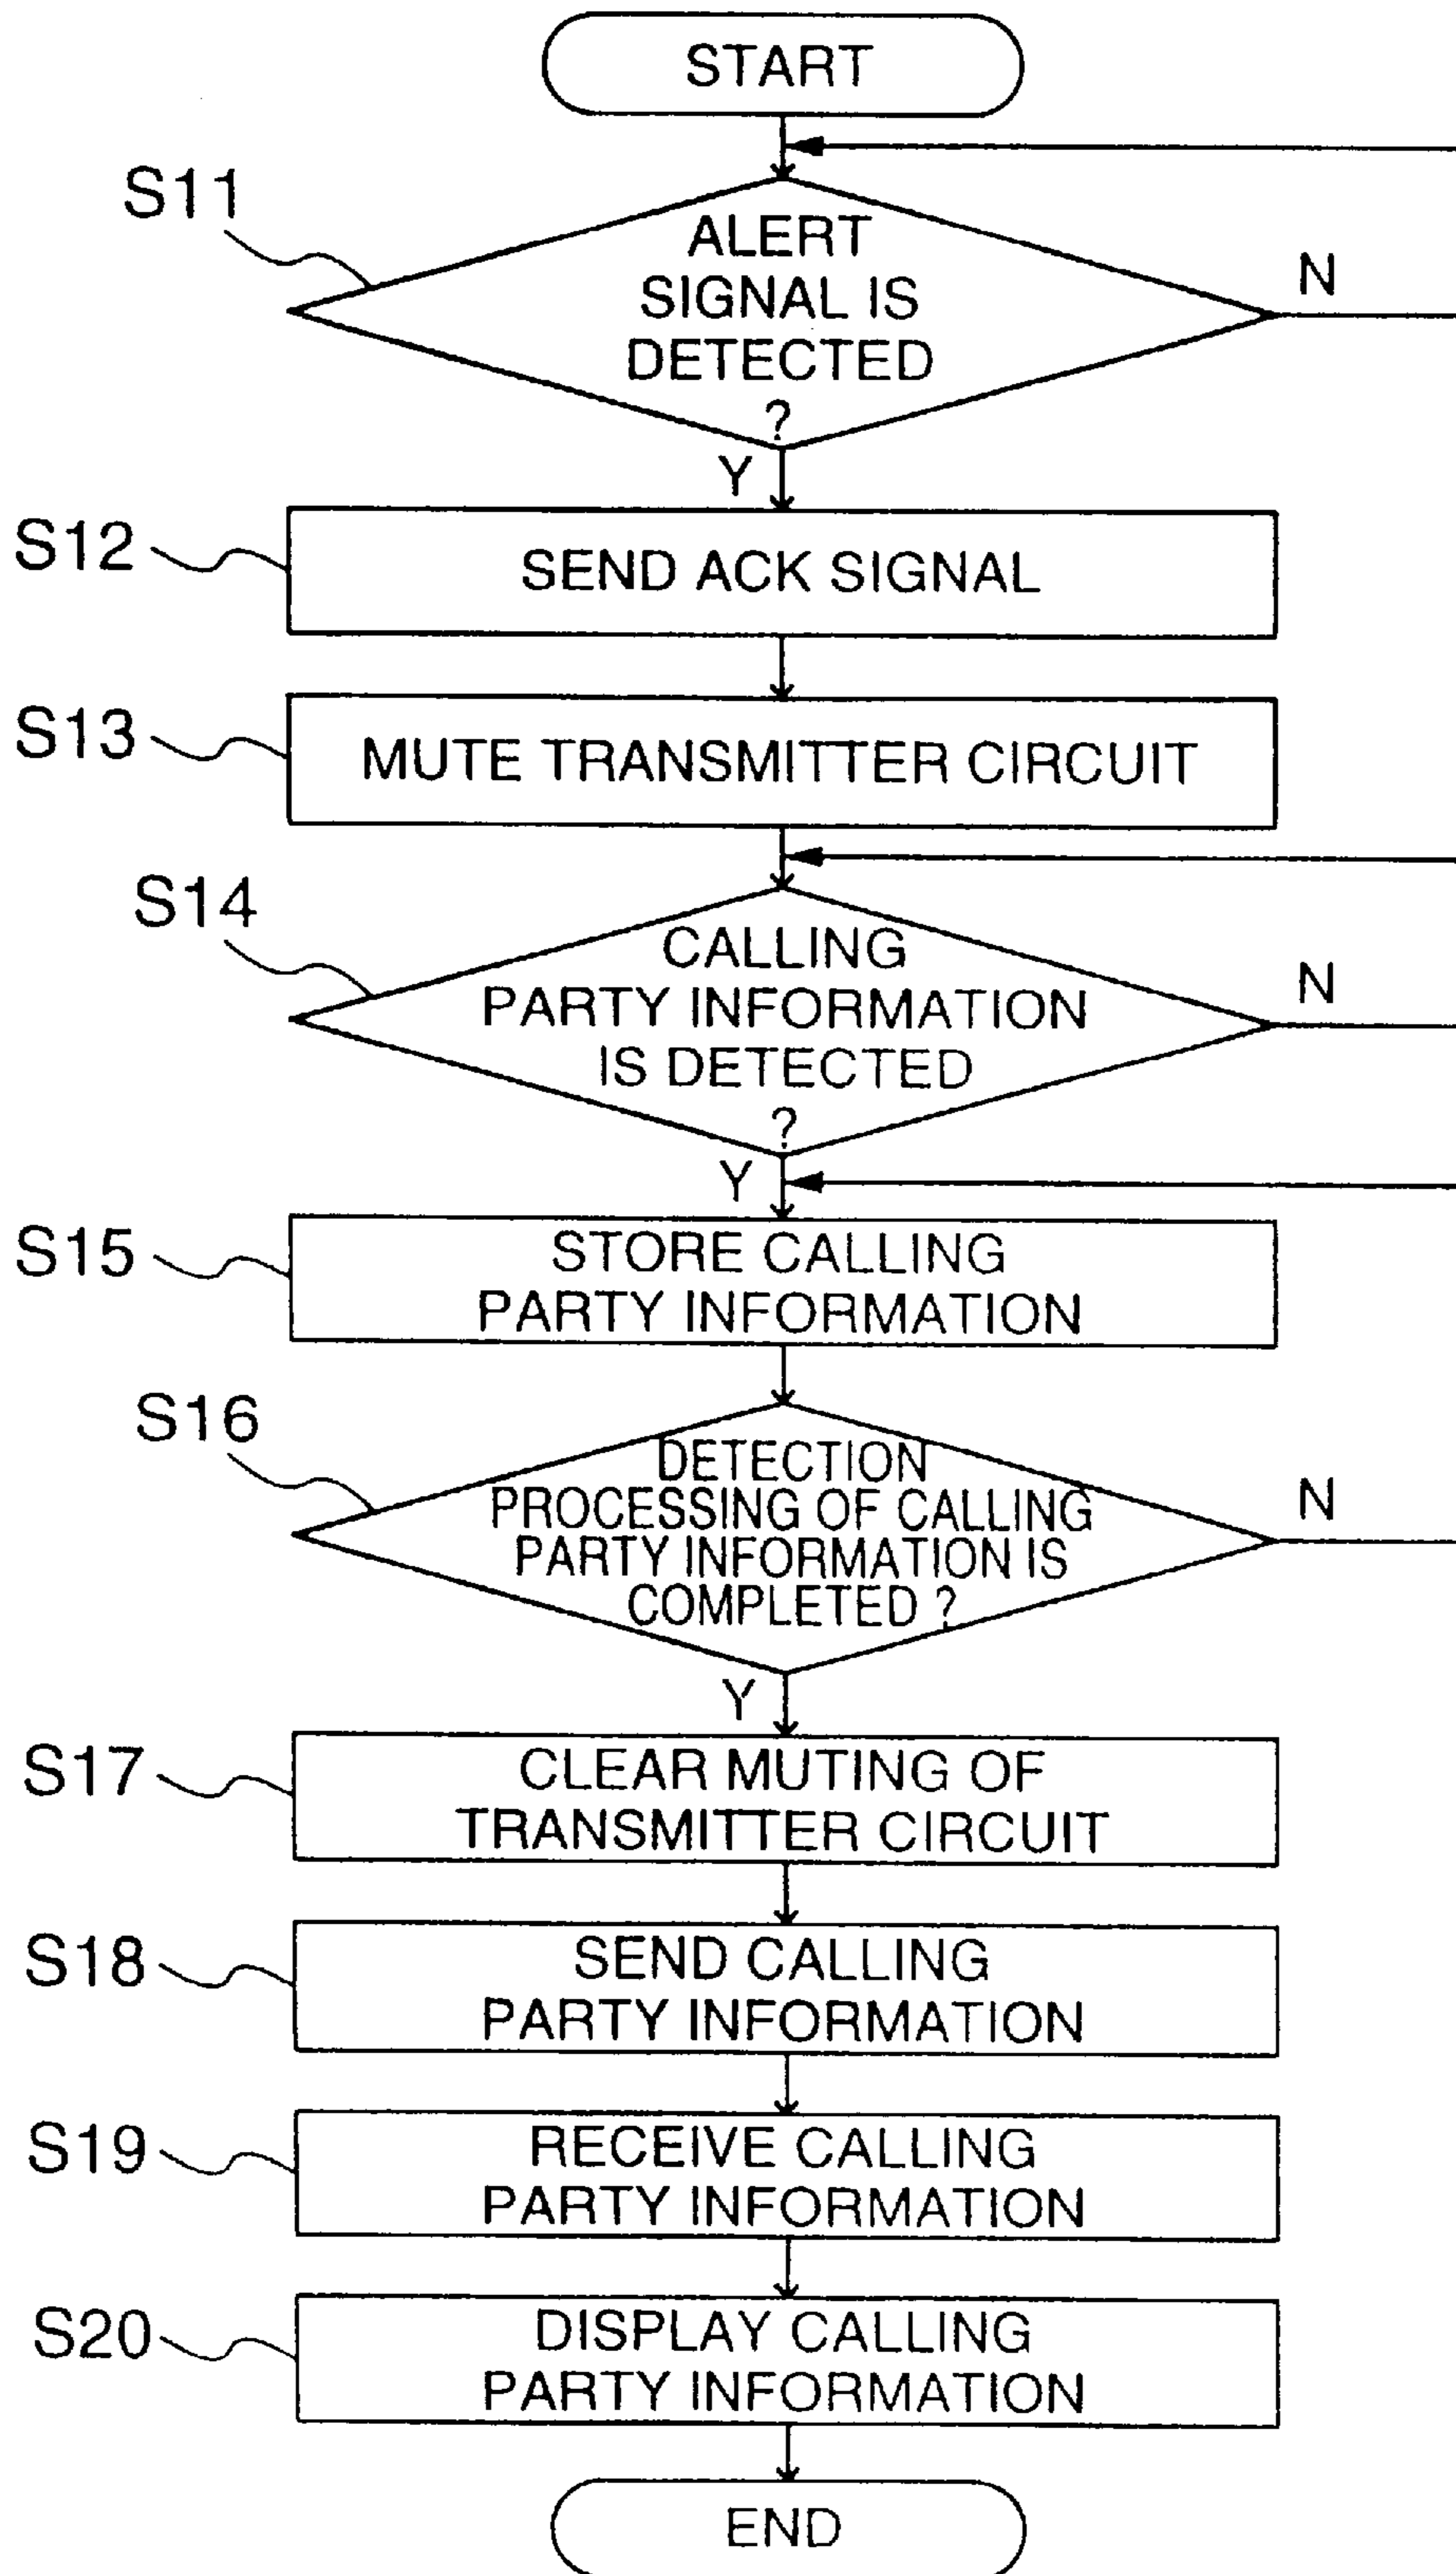 START
S11
ALERT
SIGNAL IS
DETECTED
?
N
Y
S12
SEND ACK SIGNAL
S13
MUTE TRANSMITTER CIRCUIT
S14
CALLING
PARTY INFORMATION
IS DETECTED
?
N
Y
S15
STORE CALLING
PARTY INFORMATION
S16
DETECTION
PROCESSING OF CALLING
PARTY INFORMATION IS
COMPLETED ?
N
Y
S17
CLEAR MUTING OF
TRANSMITTER CIRCUIT
S18
SEND CALLING
PARTY INFORMATION
S19
RECEIVE CALLING
PARTY INFORMATION
S20
DISPLAY CALLING
PARTY INFORMATION
END